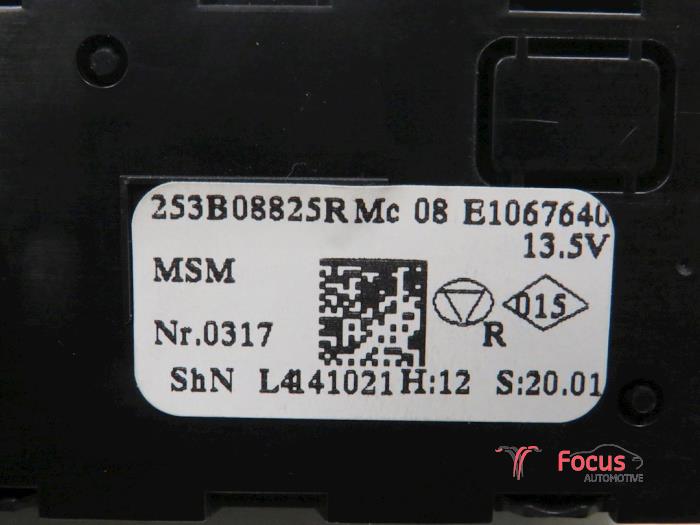 253B08825R Mc 08 E1067640
13.5V
MSM
015
R
Nr.0317
ShN L4141021 H:12 S:20.01
Focus
AUTOMOTIVE